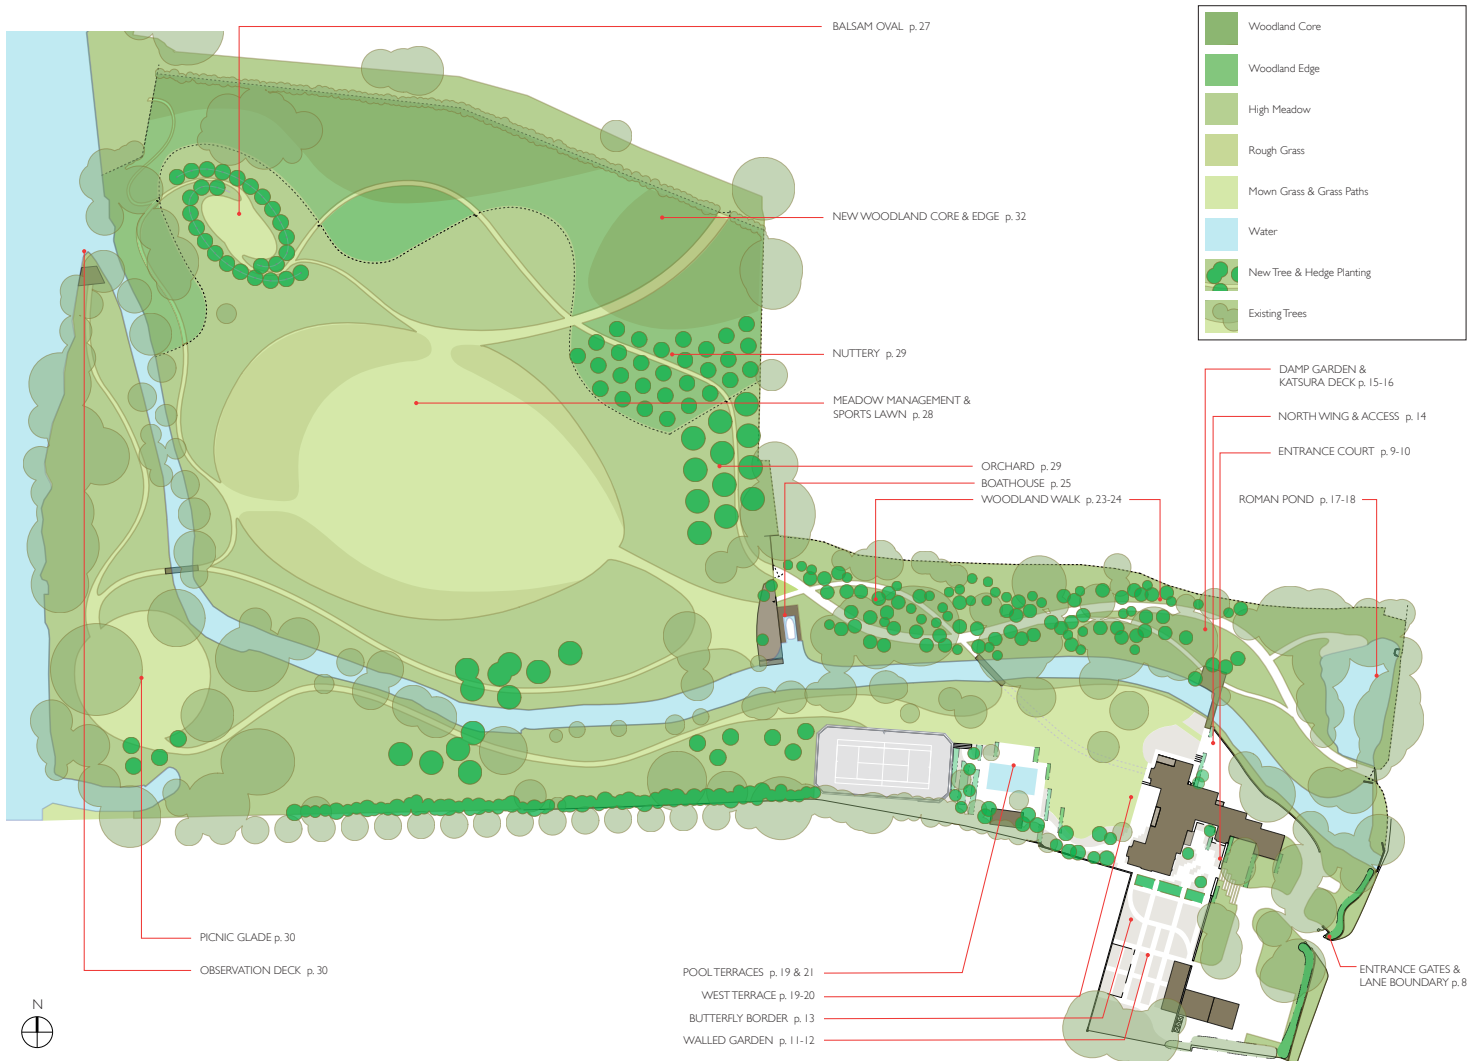 BALSAM OVAL p. 27
NEW WOODLAND CORE & EDGE p. 32
NUTTERY p. 29
MEADOW MANAGEMENT &
SPORTS LAWN p. 28
ORCHARD p. 29
BOATHOUSE p. 25
WOODLAND WALK p. 23-24
Woodland Core
Woodland Edge
High Meadow
Rough Grass
Mown Grass & Grass Paths
Water
New Tree & Hedge Planting
Existing Trees
DAMP GARDEN &
KATSURA DECK p. 15-16
NORTH WING & ACCESS p. 14
ENTRANCE COURT p. 9-10
ROMAN POND p. 17-18
PICNIC GLADE p. 30
OBSERVATION DECK p. 30
POOL TERRACES p. 19 & 21
WEST TERRACE p. 19-20
BUTTERFLY BORDER p. 13
WALLED GARDEN p. 11-12
ENTRANCE GATES &
LANE BOUNDARY p. 8
N